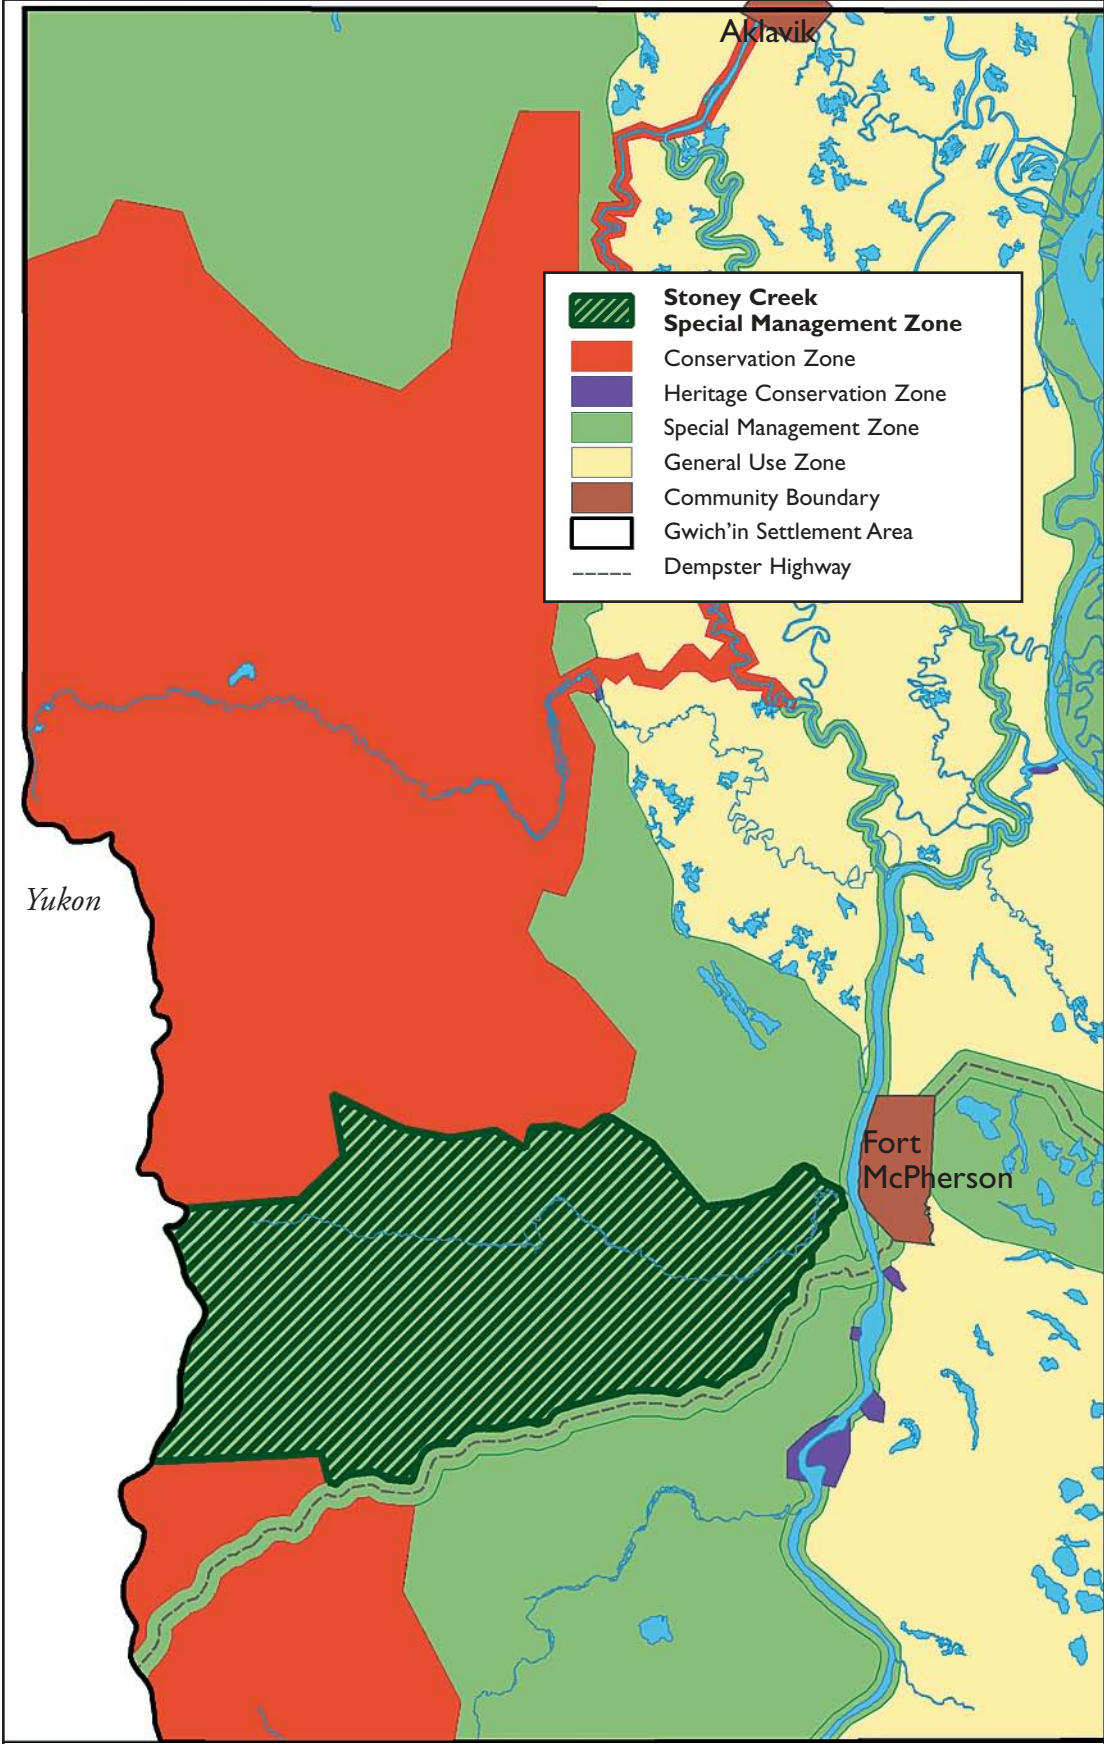 Aklavik
Stoney Creek
Special Management Zone
Conservation Zone
Heritage Conservation Zone
Special Management Zone
General Use Zone
Community Boundary
Gwich'in Settlement Area
Dempster Highway
Yukon
Fort
McPherson